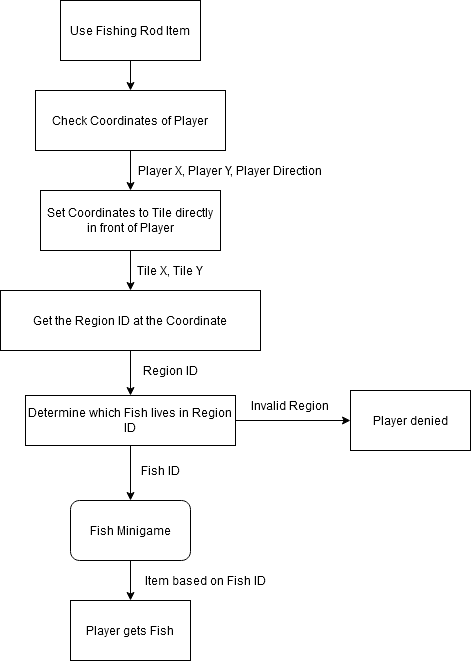 Use Fishing Rod Item
Check Coordinates of Player
Player X, Player Y, Player Direction
Set Coordinates to Tile directly
in front of Player
Tile X, Tile Y
Get the Region ID at the Coordinate
Region ID
Determine which Fish lives in Region
ID
Invalid Region
Player denied
Fish ID
Fish Minigame
Item based on Fish ID
Player gets Fish